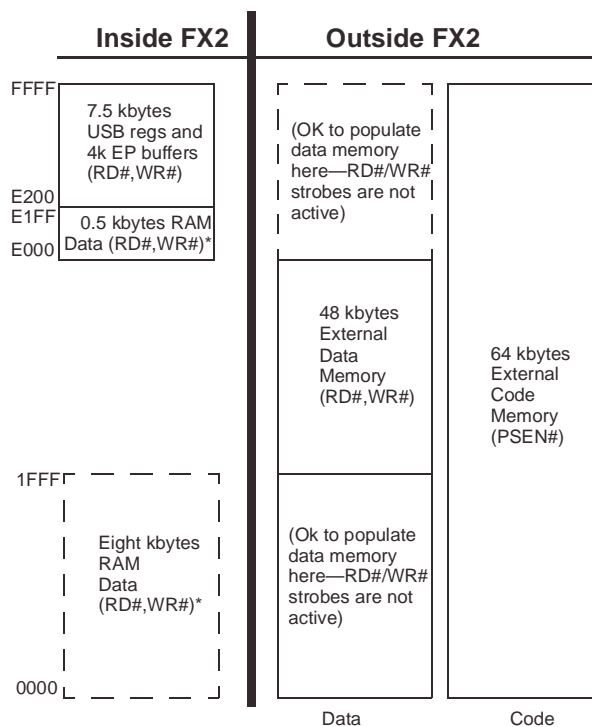 Inside FX2
Outside FX2
FFFF
7.5 kbytes
USB regs and
4k EP buffers
(RD#,WR#)
E200
E1FF
0.5 kbytes RAM
Data (RD#,WR#)*
E000
(OK to populate
data memory
here—RD#/WR#
strobes are not
active)
48 kbytes
External
Data
Memory
(RD#,WR#)
64 kbytes
External
Code
Memory
(PSEN#)
1FFF
Eight kbytes
RAM
Data
(RD#,WR#)*
0000
(Ok to populate
data memory
here—RD#/WR#
strobes are not
active)
Data
Code